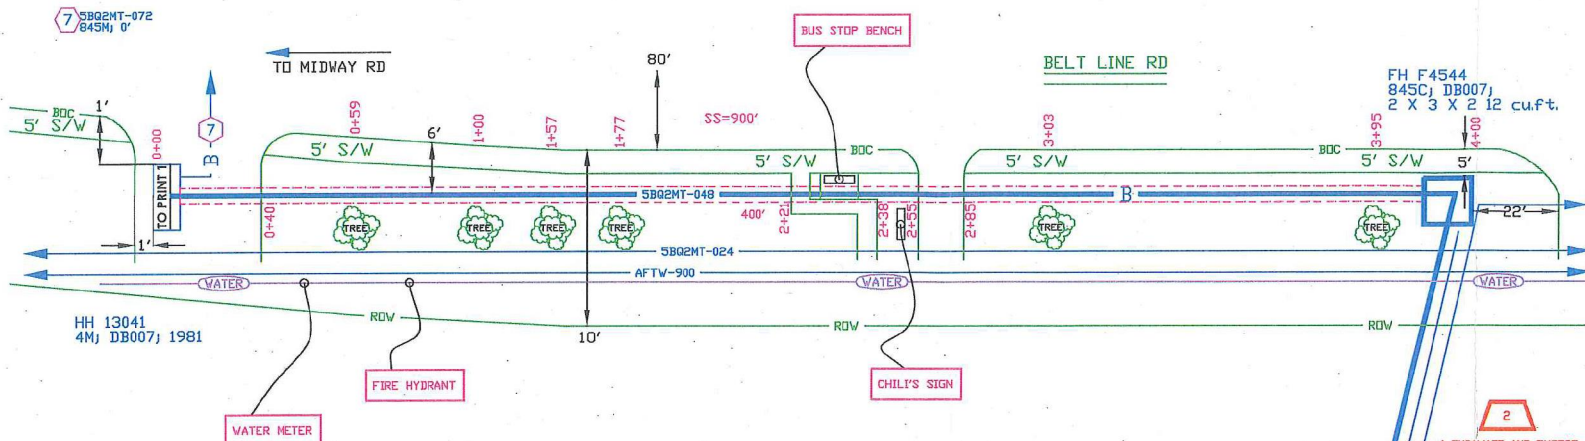 7
5BQ2MT-072
845M; 0'
TO MIDWAY RD
80'
BUS STOP BENCH
BELT LINE RD
FH F4544
845C; DB007;
2 X 3 X 2 12 cu.ft.
1'
BOC
5' S/W
0+00
7
B
0+59
1+00
1+57
1+77
SS=900'
3+03
3+95
4+00
6'
5' S/W
5' S/W
BOC
5' S/W
BOC
5' S/W
5'
TO PRINT 1
5BQ2MT-048
B
0+40
400'
2+21
2+38
2+55
2+85
22'
1'
TREE
TREE
TREE
TREE
TREE
TREE
5BQ2MT-024
AFTW-900
WATER
WATER
WATER
HH 13041
4M; DB007; 1981
ROW
ROW
ROW
10'
FIRE HYDRANT
CHILI'S SIGN
WATER METER
2